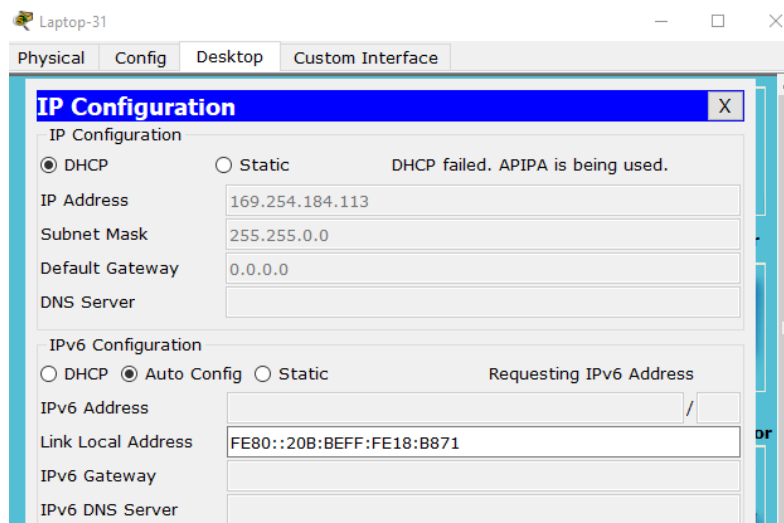 Laptop-31
Physical Config Desktop Custom Interface
IP Configuration X
IP Configuration
DHCP Static DHCP failed. APIPA is being used.
IP Address 169.254.184.113
Subnet Mask 255.255.0.0
Default Gateway 0.0.0.0
DNS Server
IPv6 Configuration
DHCP Auto Config Static Requesting IPv6 Address
IPv6 Address /
Link Local Address FE80::20B:BEFF:FE18:B871
IPv6 Gateway
IPv6 DNS Server